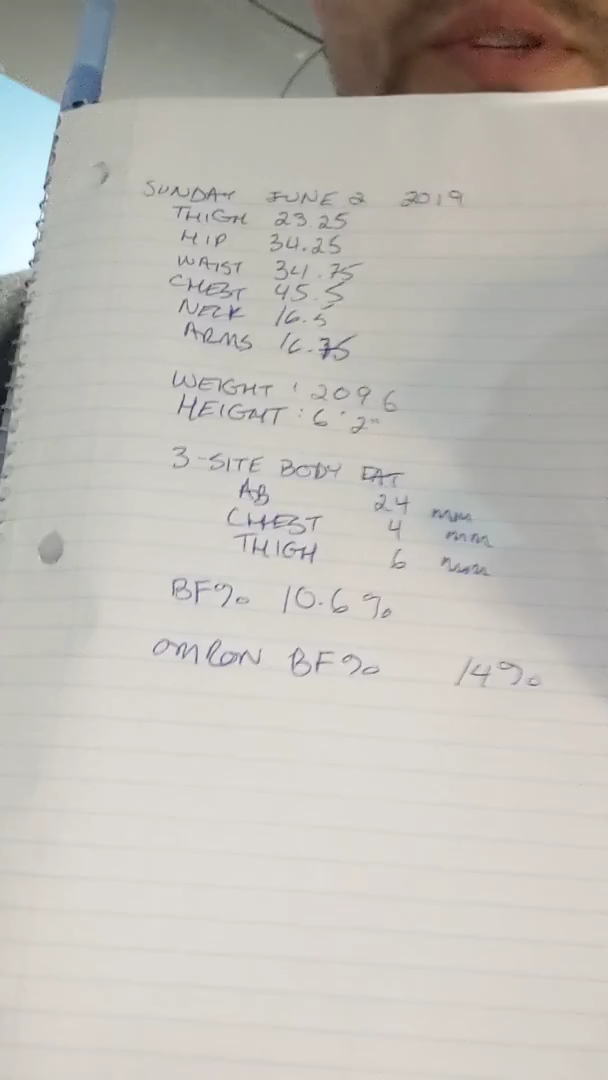 SUNDAY JUNE 2 2019
THIGH 23.25
HIP 34.25
WAIST 34.75
CHEST 45.5
NECK 16.5
ARMS 16.75
WEIGHT : 209 6
HEIGHT : 6' 2"
3-SITE BODY FAT
AB 24 mm
CHEST 4 mm
THIGH 6 mm
BF% 10.6%
OMRON BF% 14%